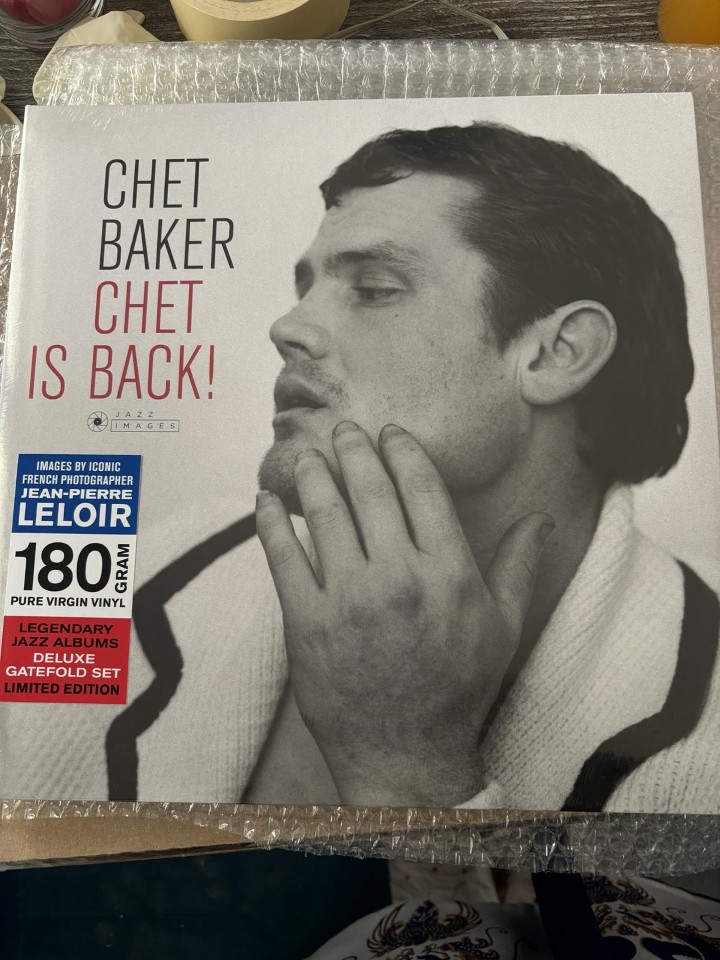 CHET
BAKER
CHET
IS BACK!
JAZZ
IMAGES
IMAGES BY ICONIC
FRENCH PHOTOGRAPHER
JEAN-PIERRE
LELOIR
180 GRAM
PURE VIRGIN VINYL
LEGENDARY
JAZZ ALBUMS
DELUXE
GATEFOLD SET
LIMITED EDITION